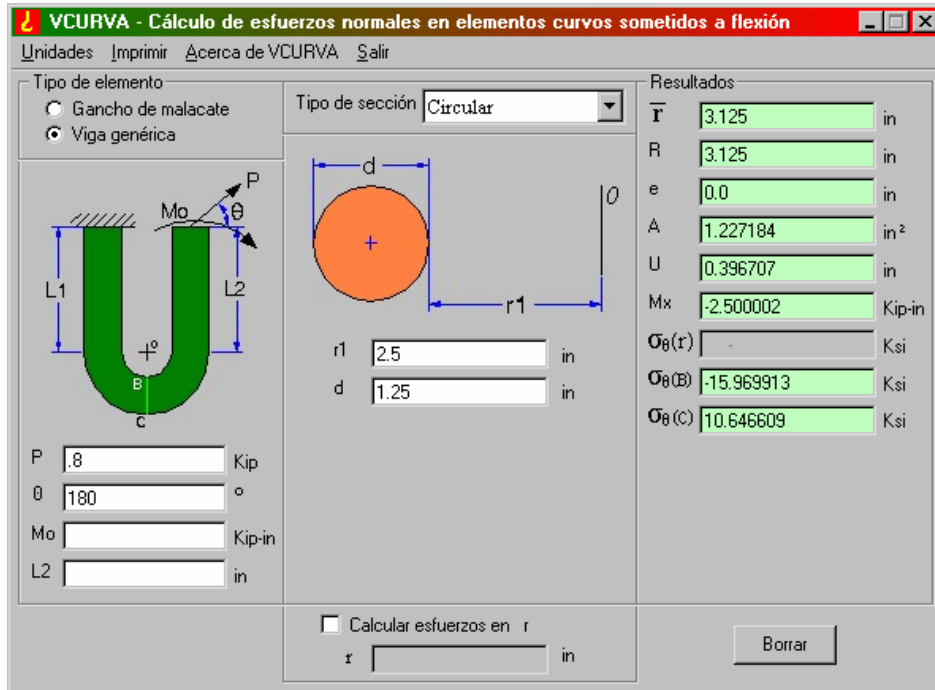 VCURVA - Cálculo de esfuerzos normales en elementos curvos sometidos a flexión
Unidades Imprimir Acerca de VCURVA Salir
Tipo de elemento
Gancho de malacate
Viga genérica
P
Mo
θ
L1
L2
o
B
C
P .8 Kip
θ 180 °
Mo Kip-in
L2 in
Tipo de sección Circular
d
0
r1
r1 2.5 in
d 1.25 in
Calcular esfuerzos en r
r in
Resultados
r̅ 3.125 in
R 3.125 in
e 0.0 in
A 1.227184 in²
U 0.396707 in
Mx -2.500002 Kip-in
σθ(r) - Ksi
σθ(B) -15.969913 Ksi
σθ(C) 10.646609 Ksi
Borrar